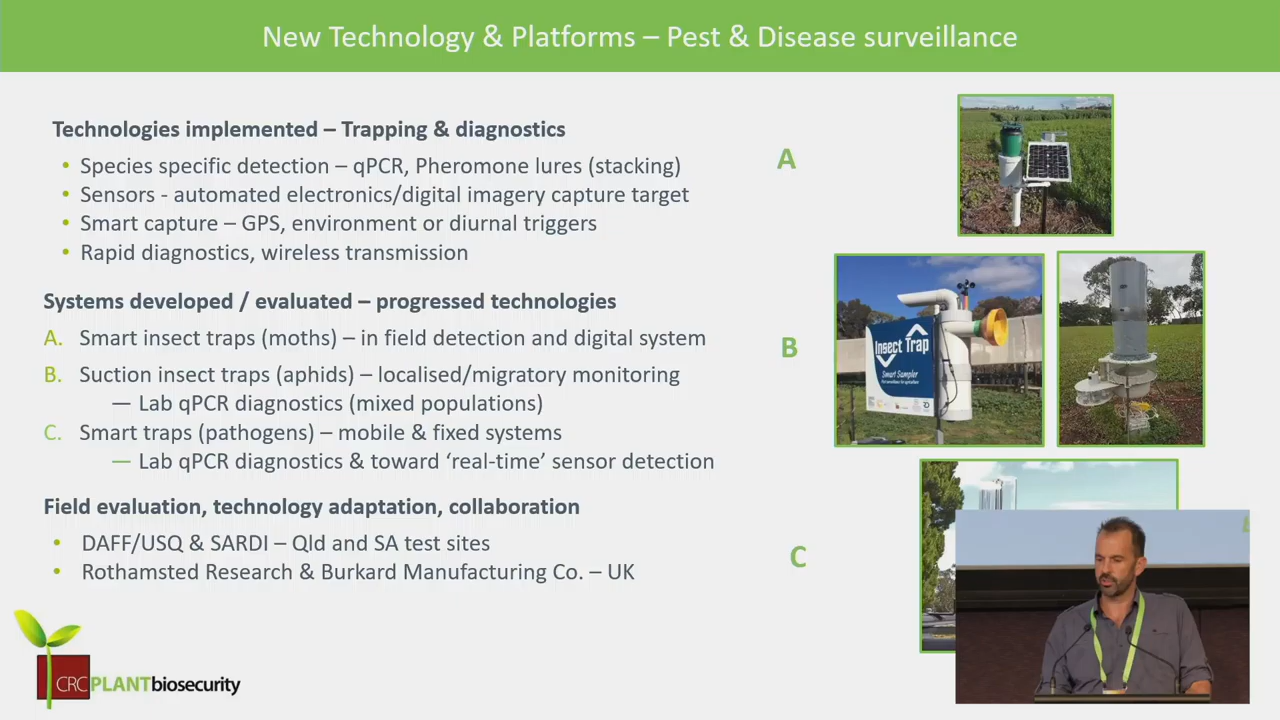 New Technology & Platforms – Pest & Disease surveillance
Technologies implemented – Trapping & diagnostics
• Species specific detection – qPCR, Pheromone lures (stacking)
• Sensors - automated electronics/digital imagery capture target
• Smart capture – GPS, environment or diurnal triggers
• Rapid diagnostics, wireless transmission
Systems developed / evaluated – progressed technologies
A. Smart insect traps (moths) – in field detection and digital system
B. Suction insect traps (aphids) – localised/migratory monitoring
— Lab qPCR diagnostics (mixed populations)
C. Smart traps (pathogens) – mobile & fixed systems
— Lab qPCR diagnostics & toward ‘real-time’ sensor detection
Field evaluation, technology adaptation, collaboration
• DAFF/USQ & SARDI – Qld and SA test sites
• Rothamsted Research & Burkard Manufacturing Co. – UK
A
B
Insect Trap
Smart Sampler
C
CRCPLANTbiosecurity